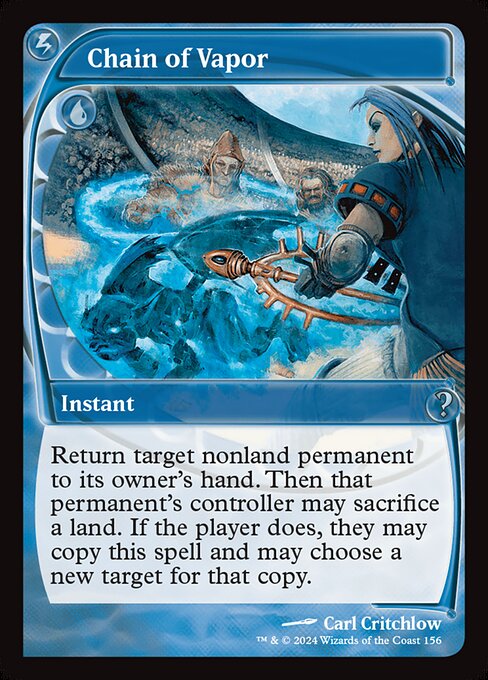 Chain of Vapor
Instant
?
Return target nonland permanent
to its owner's hand. Then that
permanent's controller may sacrifice
a land. If the player does, they may
copy this spell and may choose a
new target for that copy.
Carl Critchlow
™ & © 2024 Wizards of the Coast 156